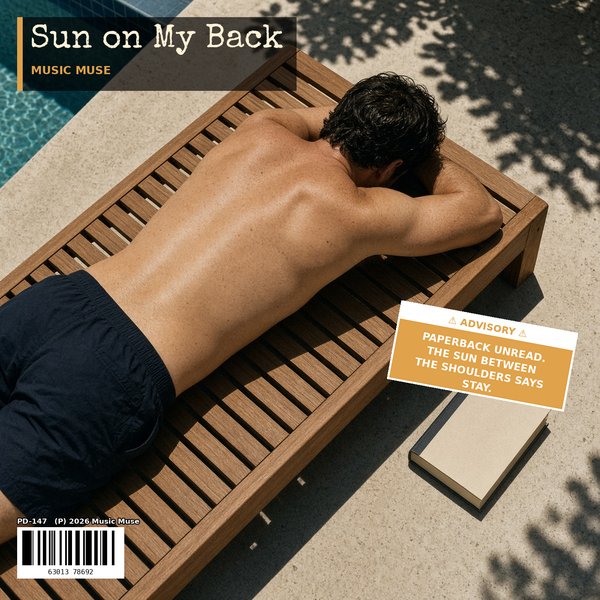 Sun on My Back
MUSIC MUSE
⚠ ADVISORY ⚠
PAPERBACK UNREAD.
THE SUN BETWEEN
THE SHOULDERS SAYS
STAY.
PD-147 (P) 2026 Music Muse
63013 78692